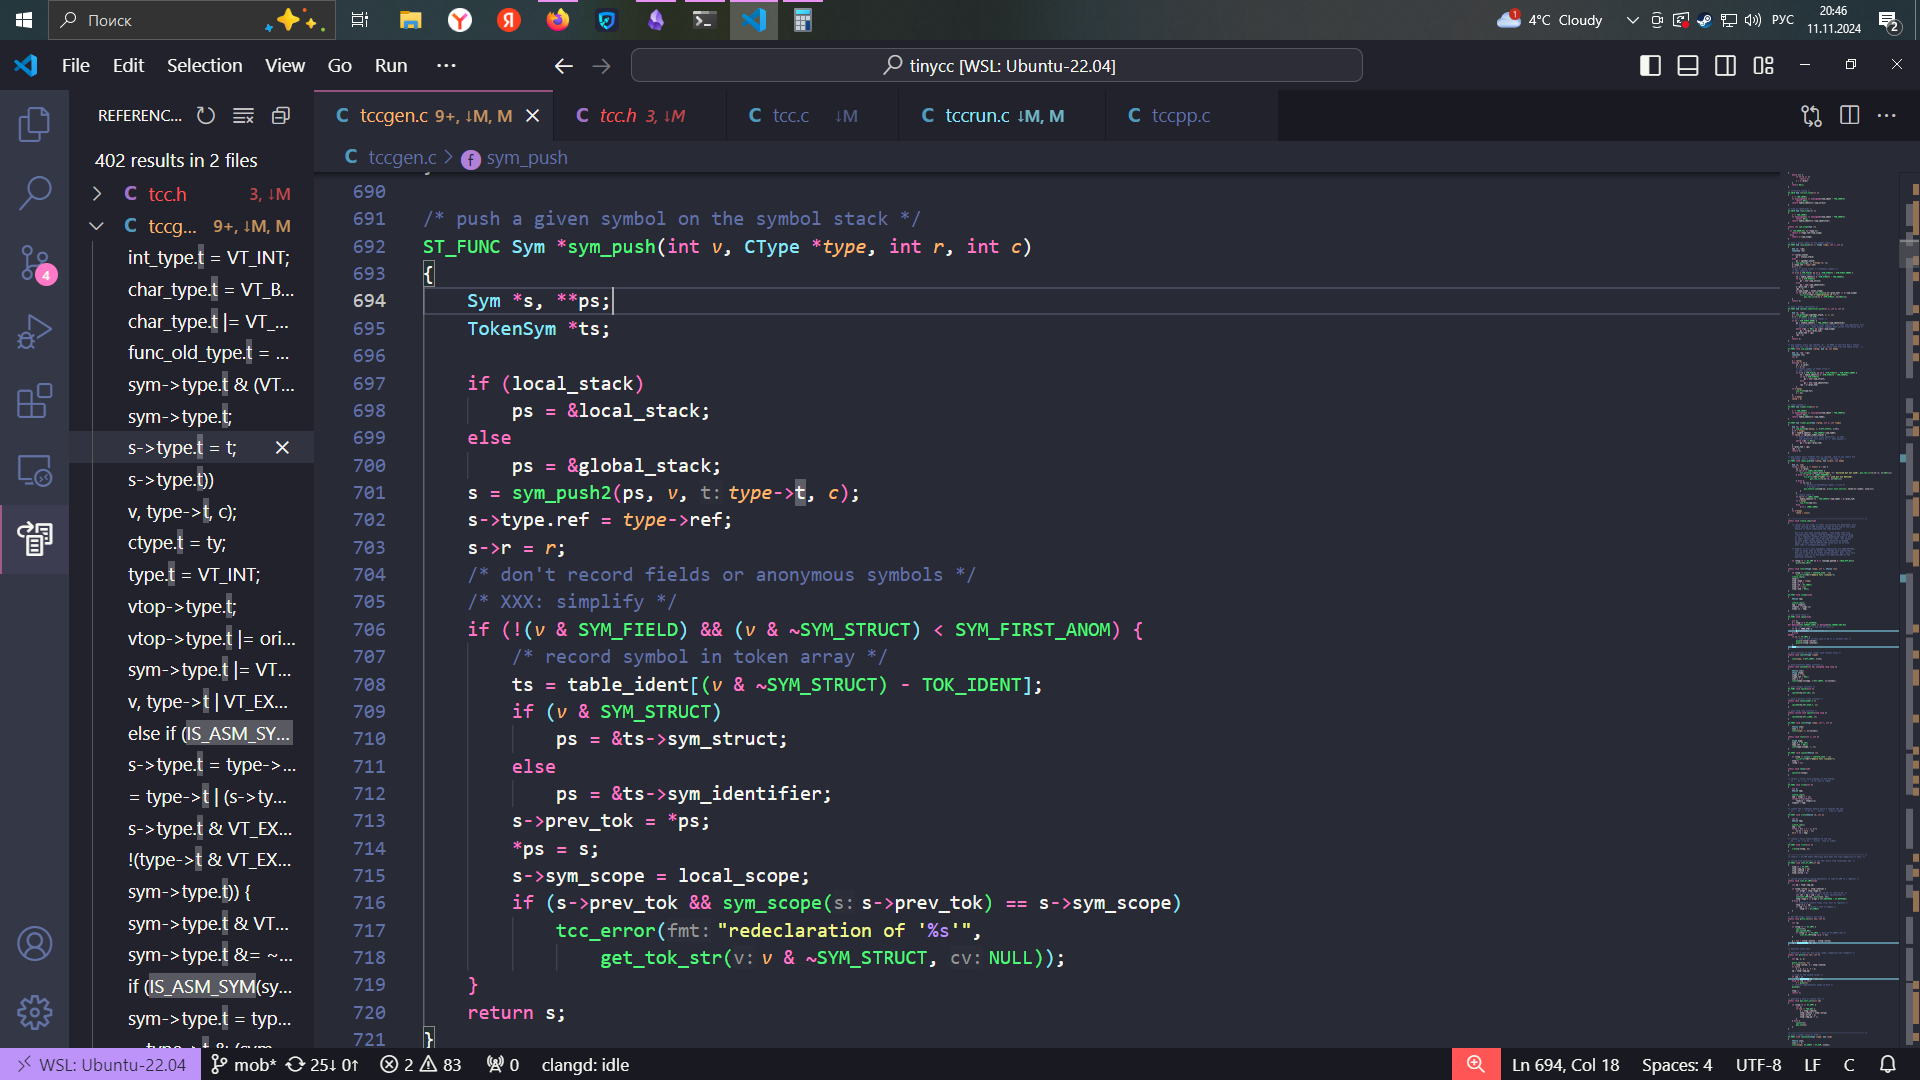 Поиск
4°C Cloudy
РУС
20:46
11.11.2024
2
File Edit Selection View Go Run ···
tinycc [WSL: Ubuntu-22.04]
REFERENC...
402 results in 2 files
C tcc.h 3, ↓M
C tccg... 9+, ↓M, M
int_type.t = VT_INT;
char_type.t = VT_B...
char_type.t |= VT_...
func_old_type.t = ...
sym->type.t & (VT...
sym->type.t;
s->type.t = t;
s->type.t))
v, type->t, c);
ctype.t = ty;
type.t = VT_INT;
vtop->type.t;
vtop->type.t |= ori...
sym->type.t |= VT...
v, type->t | VT_EX...
else if (IS_ASM_SY...
s->type.t = type->...
= type->t | (s->ty...
s->type.t & VT_EX...
!(type->t & VT_EX...
sym->type.t)) {
sym->type.t & VT...
sym->type.t &= ~...
if (IS_ASM_SYM(sy...
sym->type.t = typ...
4
C tccgen.c 9+, ↓M, M
C tcc.h 3, ↓M
C tcc.c ↓M
C tccrun.c ↓M, M
C tccpp.c
C tccgen.c > f sym_push
690
691 /* push a given symbol on the symbol stack */
692 ST_FUNC Sym *sym_push(int v, CType *type, int r, int c)
693 {
694 Sym *s, **ps;
695 TokenSym *ts;
696
697 if (local_stack)
698 ps = &local_stack;
699 else
700 ps = &global_stack;
701 s = sym_push2(ps, v, t: type->t, c);
702 s->type.ref = type->ref;
703 s->r = r;
704 /* don't record fields or anonymous symbols */
705 /* XXX: simplify */
706 if (!(v & SYM_FIELD) && (v & ~SYM_STRUCT) < SYM_FIRST_ANOM) {
707 /* record symbol in token array */
708 ts = table_ident[(v & ~SYM_STRUCT) - TOK_IDENT];
709 if (v & SYM_STRUCT)
710 ps = &ts->sym_struct;
711 else
712 ps = &ts->sym_identifier;
713 s->prev_tok = *ps;
714 *ps = s;
715 s->sym_scope = local_scope;
716 if (s->prev_tok && sym_scope(s: s->prev_tok) == s->sym_scope)
717 tcc_error(fmt: "redeclaration of '%s'",
718 get_tok_str(v: v & ~SYM_STRUCT, cv: NULL));
719 }
720 return s;
721 }
WSL: Ubuntu-22.04 mob* 25↓ 0↑ 2 83 0 clangd: idle
Ln 694, Col 18 Spaces: 4 UTF-8 LF C